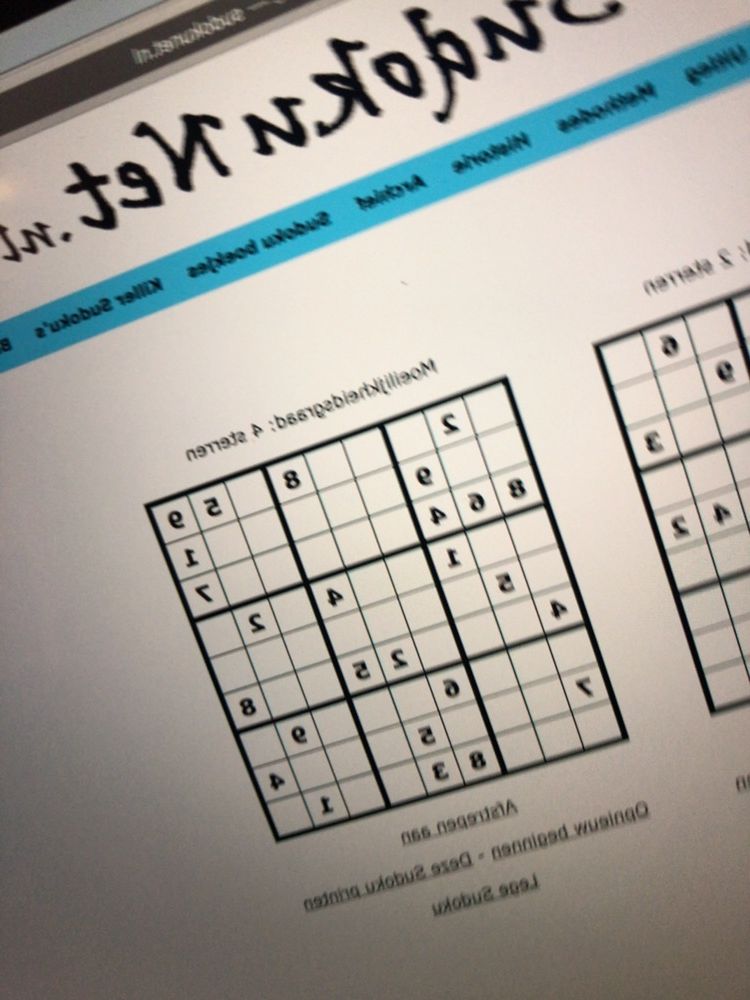 — sudokunet.nl
SudokuNet.nl
Uitleg Methodes Historie Archief Sudoku boekjes Killer Sudoku's
: 2 sterren
6
9
3
4 2
Moeilijkheidsgraad: 4 sterren
2 8 5 9
9 1
8 6 4 7
1 4 2
5
4 2 5 8
6 9
7 5 4
8 3 1
Afstrepen aan
Opnieuw beginnen - Deze Sudoku printen
Lege Sudoku